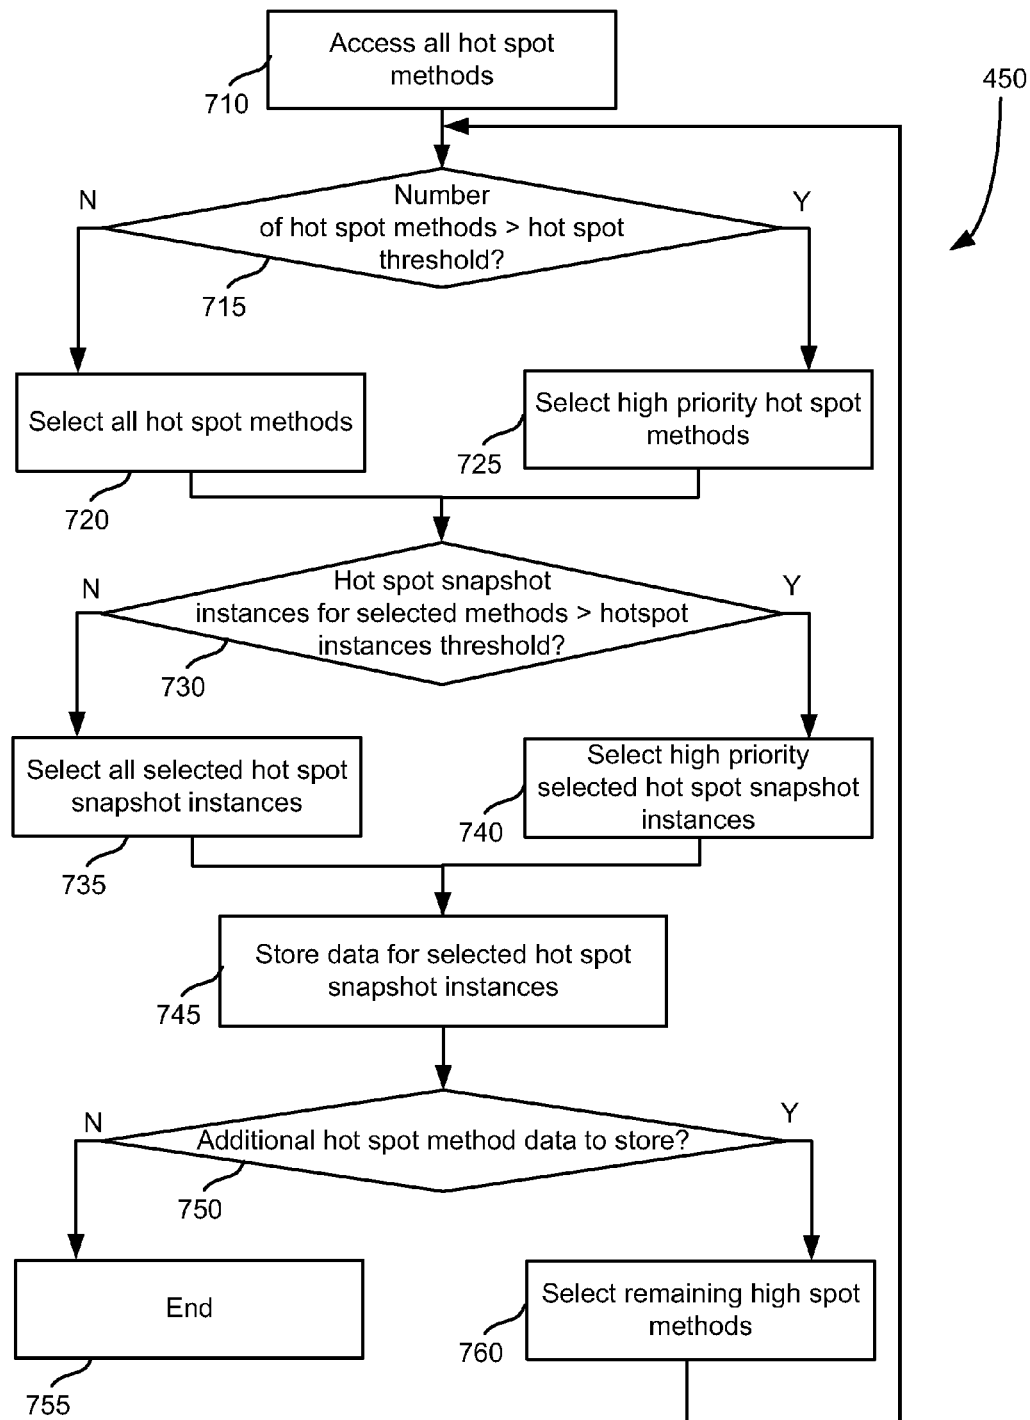 Access all hot spot
methods
710
450
Number
of hot spot methods > hot spot
threshold?
N
Y
715
Select all hot spot methods
720
Select high priority hot spot
methods
725
Hot spot snapshot
instances for selected methods > hotspot
instances threshold?
N
Y
730
Select all selected hot spot
snapshot instances
735
Select high priority
selected hot spot snapshot
instances
740
Store data for selected hot spot
snapshot instances
745
N
Y
Additional hot spot method data to store?
750
End
755
Select remaining high spot
methods
760